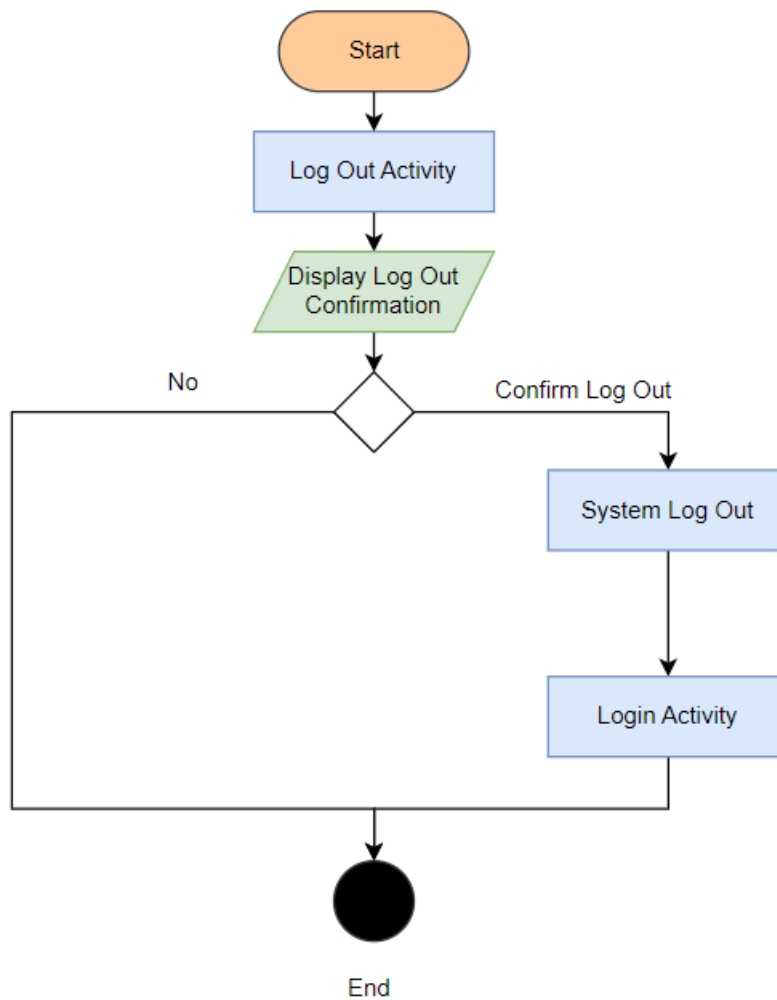 Start
Log Out Activity
Display Log Out
Confirmation
No
Confirm Log Out
System Log Out
Login Activity
End